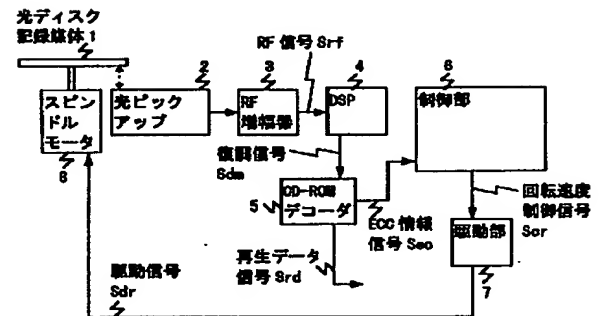 光ディスク
記録媒体1
RF 信号 Srf
2
3
4
6
スピン
ドル
モータ
光ピック
アップ
RF
増幅器
DSP
制御部
8
復調信号
Sdm
5
CD-ROM
デコーダ
ECC 情報
信号 Sec
回転速度
制御信号
Scr
駆動部
7
再生データ
信号 Srd
駆動信号
Sdr